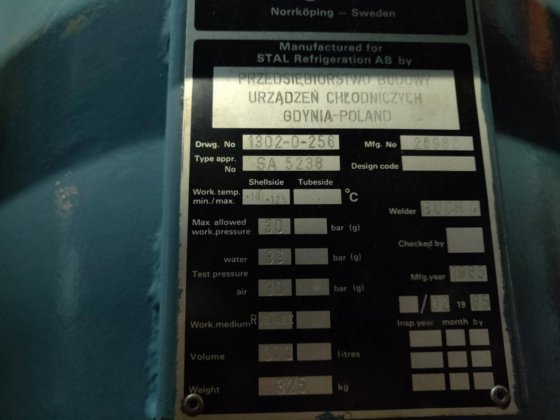 Norrköping – Sweden
Manufactured for
STAL Refrigeration AB by
PRZEDSIĘBIORSTWO BUDOWY
URZĄDZEŃ CHŁODNICZYCH
GDYNIA-POLAND
Drwg. No 1302-0-256 Mfg. No
Type appr. No SA 5238 Design code
Shellside Tubeside
Work temp. min./max. °C
Welder
Max. allowed work.pressure bar (g)
Checked by
water bar (g)
Test pressure
Mfg.year 1985
air bar (g)
/ 19 85
Work.medium
Insp.year month by
Volume litres
Weight 325 kg